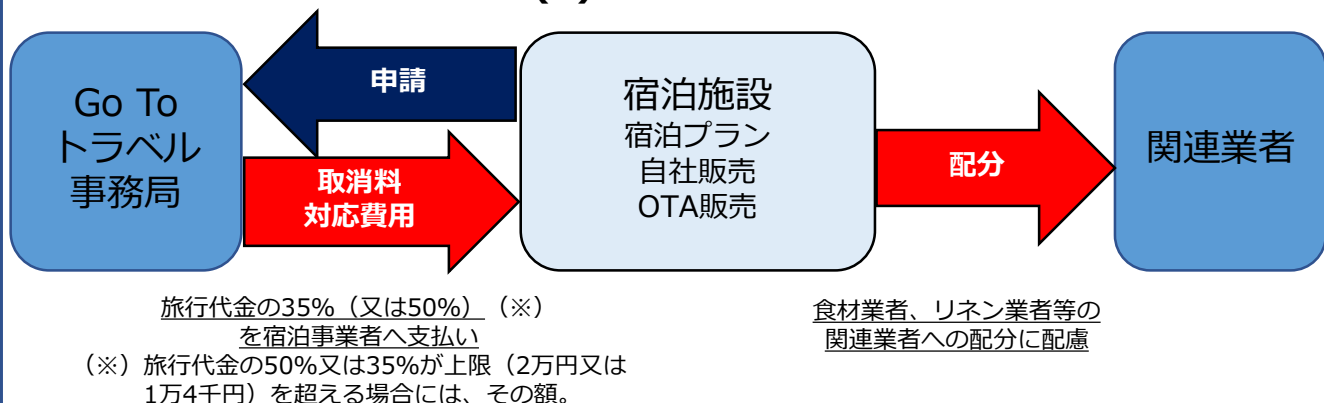 Go To
トラベル
事務局
申請
取消料
対応費用
宿泊施設
宿泊プラン
自社販売
OTA販売
配分
関連業者
旅行代金の35%（又は50%）（※）
を宿泊事業者へ支払い
（※）旅行代金の50%又は35%が上限（2万円又は
1万4千円）を超える場合には、その額。
食材業者、リネン業者等の
関連業者への配分に配慮